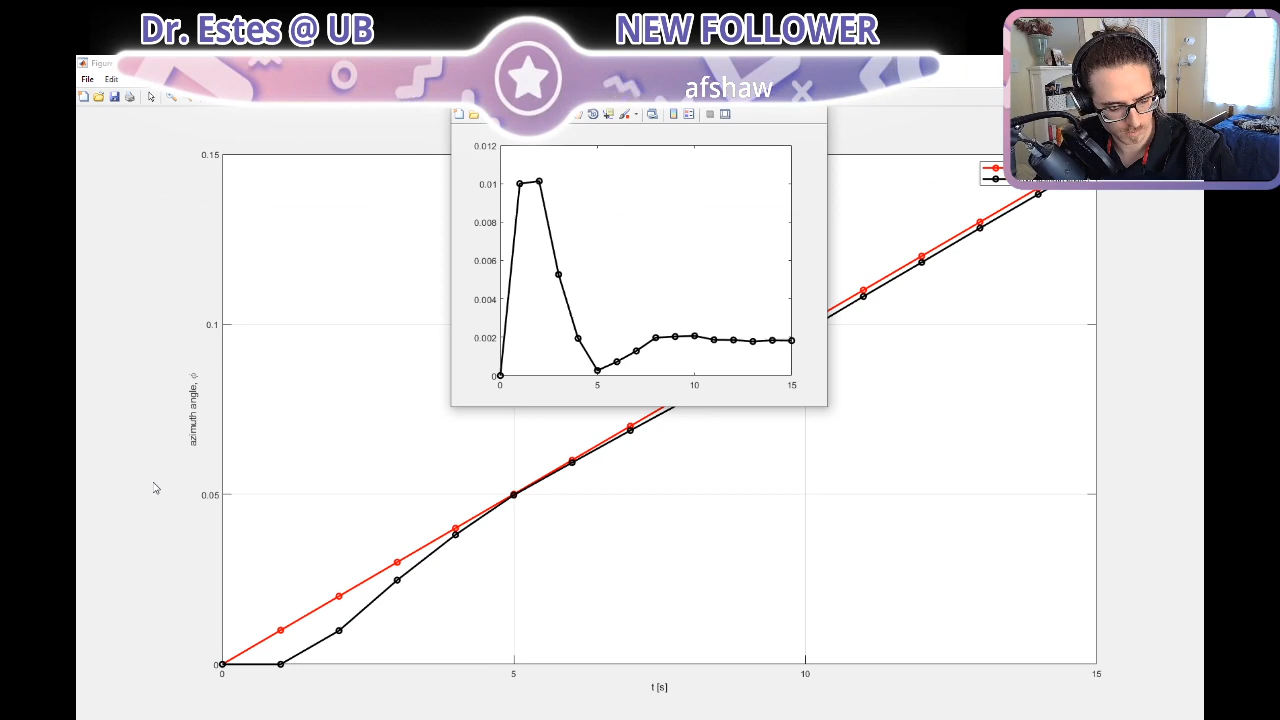 Dr. Estes @ UB
NEW FOLLOWER
afshaw
File Edit
0.012
0.01
0.008
0.006
0.004
0.002
0
0 5 10 15
0.15
0.1
0.05
0
azimuth angle, ϕ
0 5 10 15
t [s]